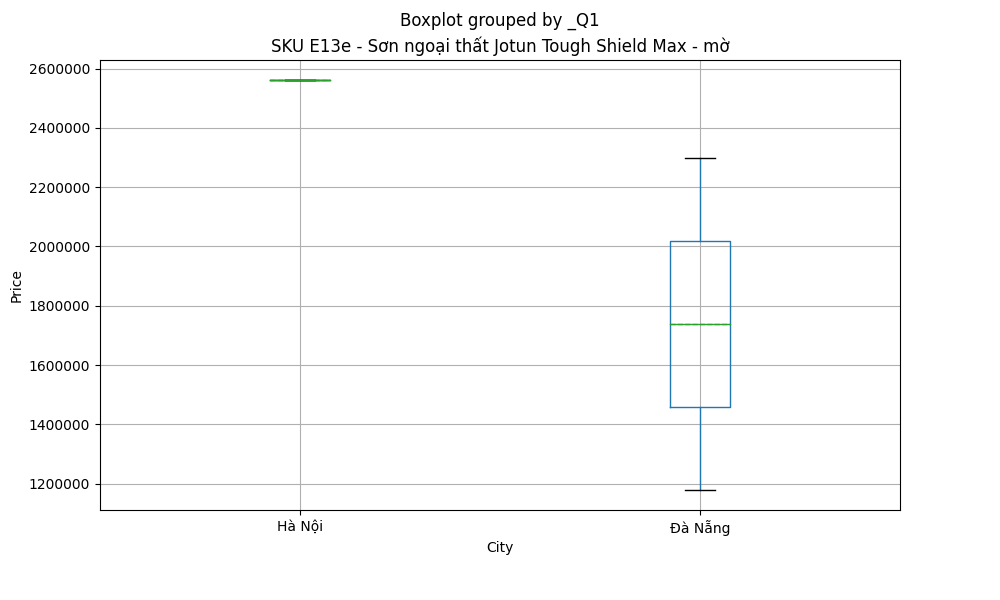 Boxplot grouped by _Q1
SKU E13e - Sơn ngoại thất Jotun Tough Shield Max - mờ
2600000
2400000
2200000
2000000
1800000
1600000
1400000
1200000
Price
Hà Nội
Đà Nẵng
City